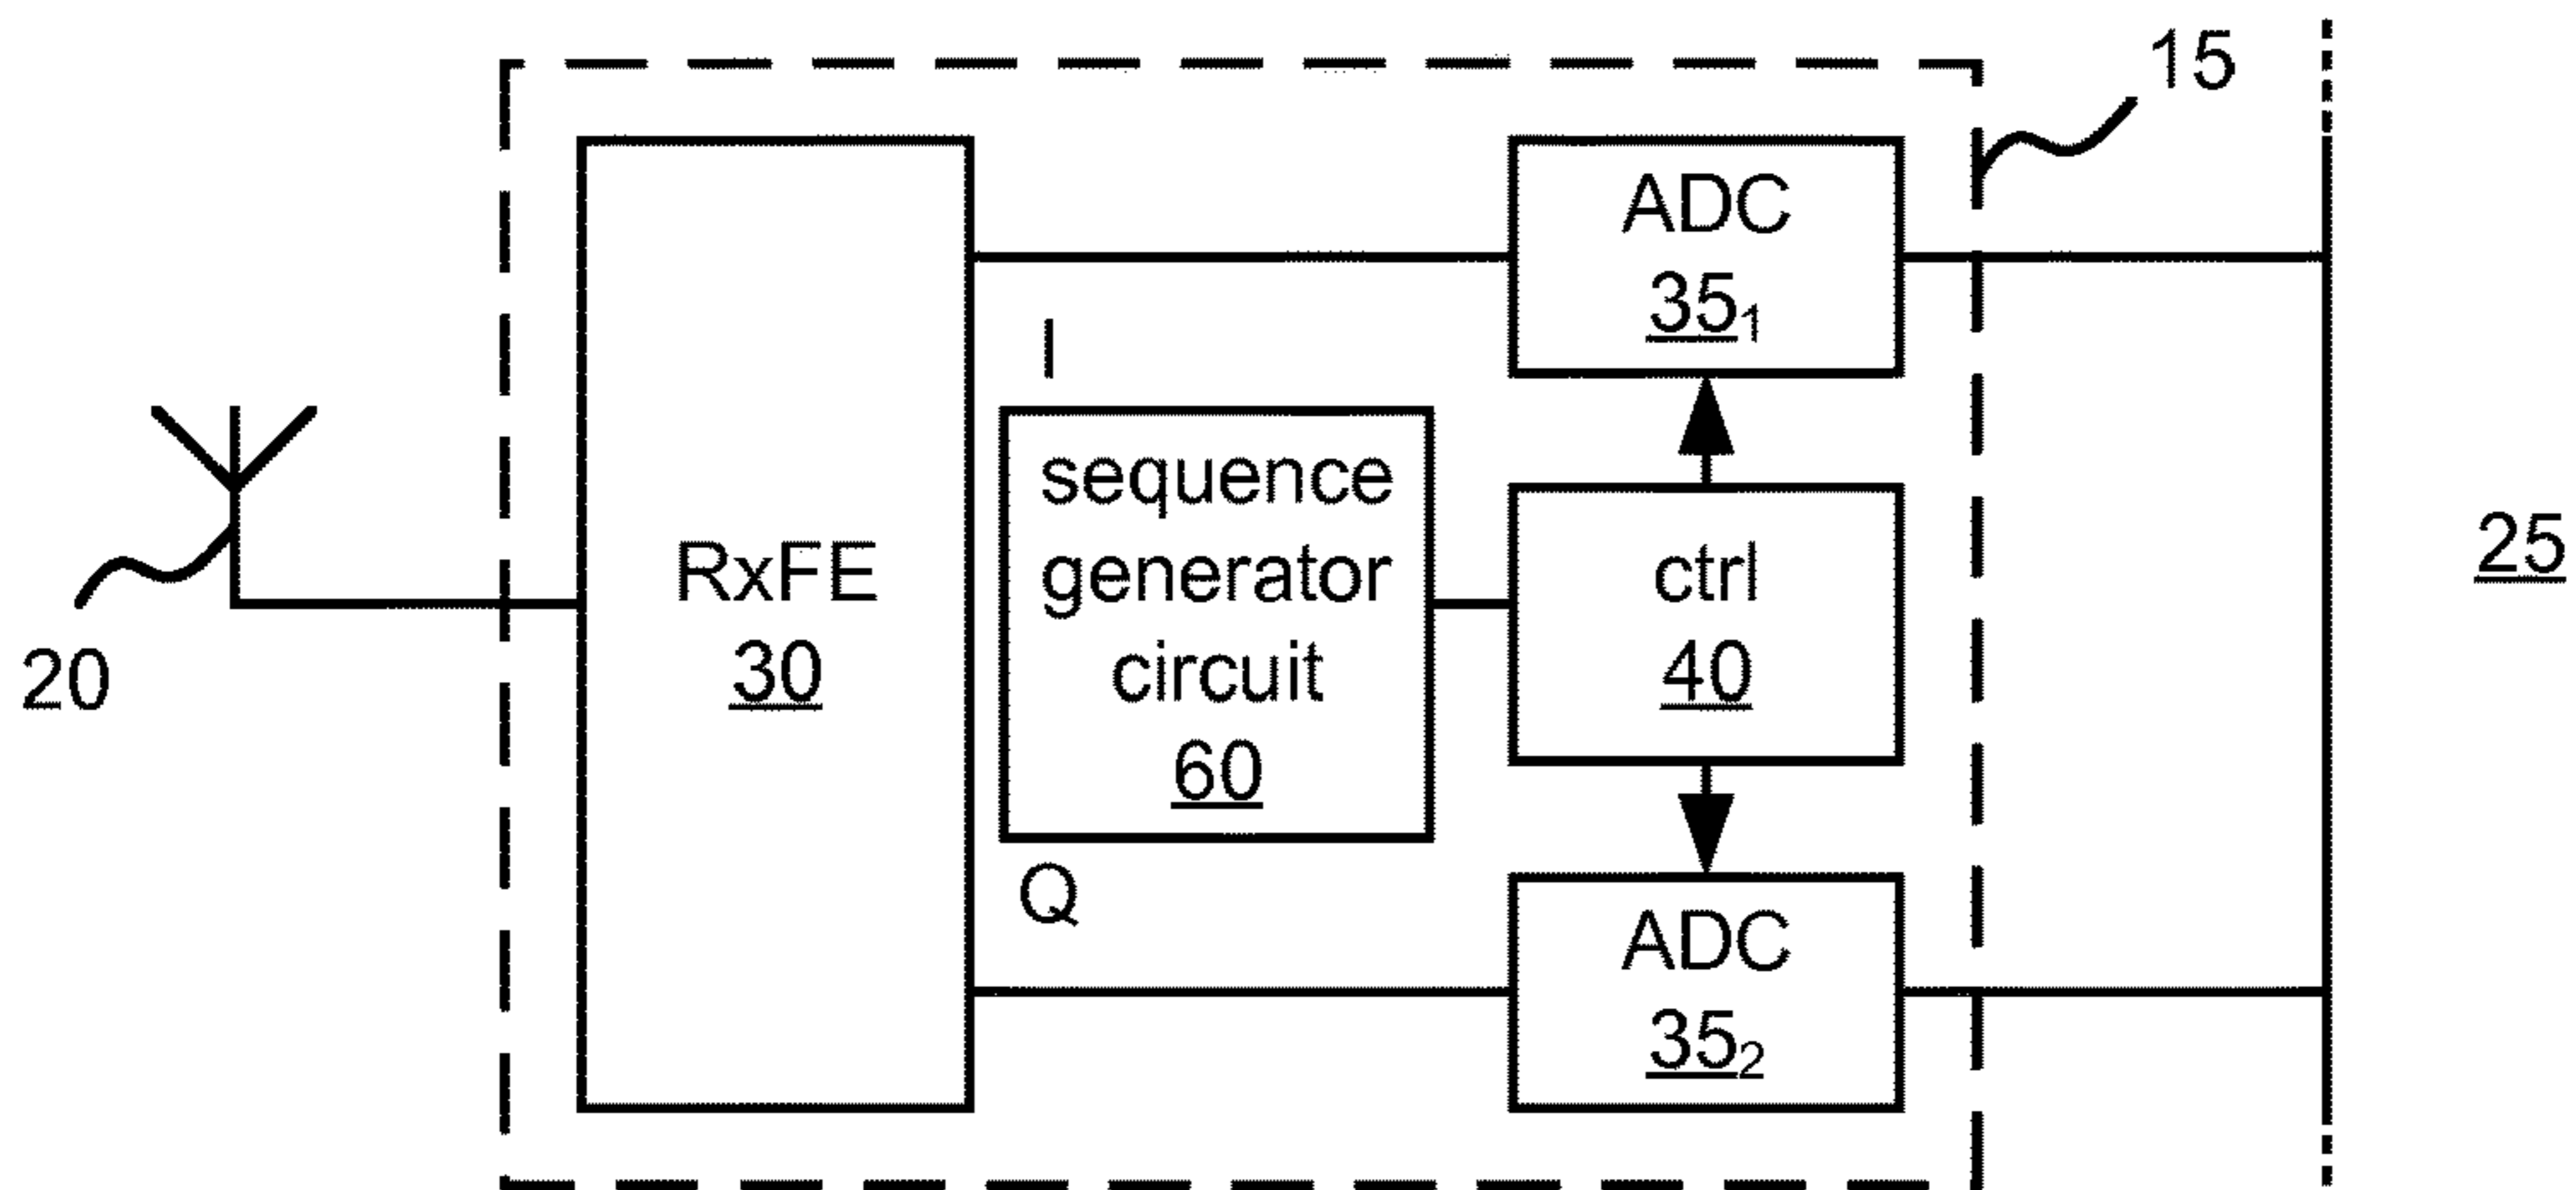 15
ADC
35₁
I
sequence
generator
circuit
60
RxFE
30
ctrl
40
25
20
Q
ADC
35₂